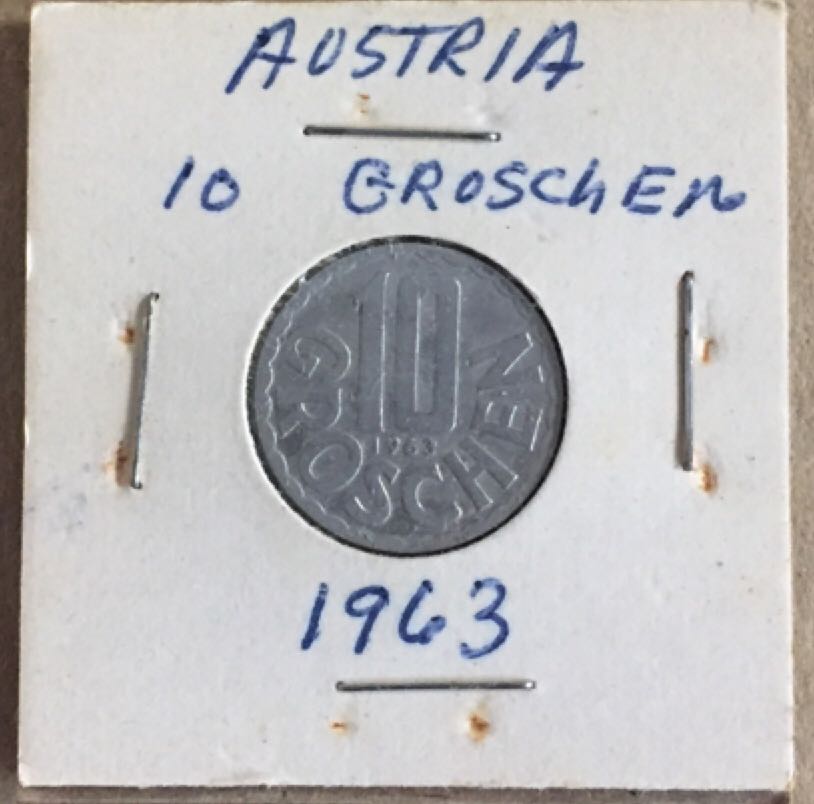 AUSTRIA
10 GROSCHEN
10
1963
GROSCHEN
1963